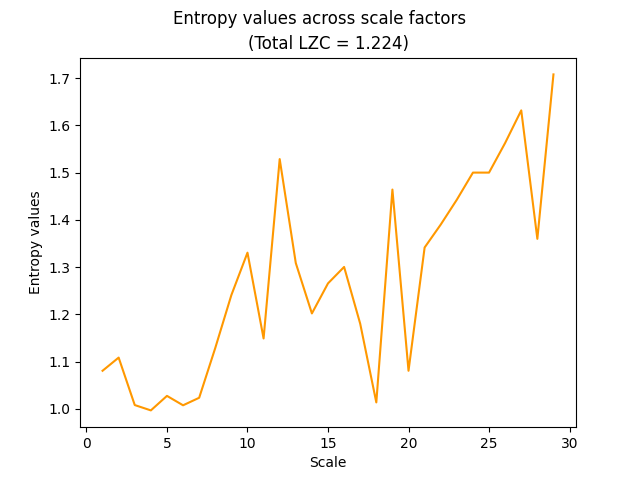 Entropy values across scale factors
(Total LZC = 1.224)
1.7
1.6
1.5
1.4
1.3
1.2
1.1
1.0
Entropy values
0 5 10 15 20 25 30
Scale